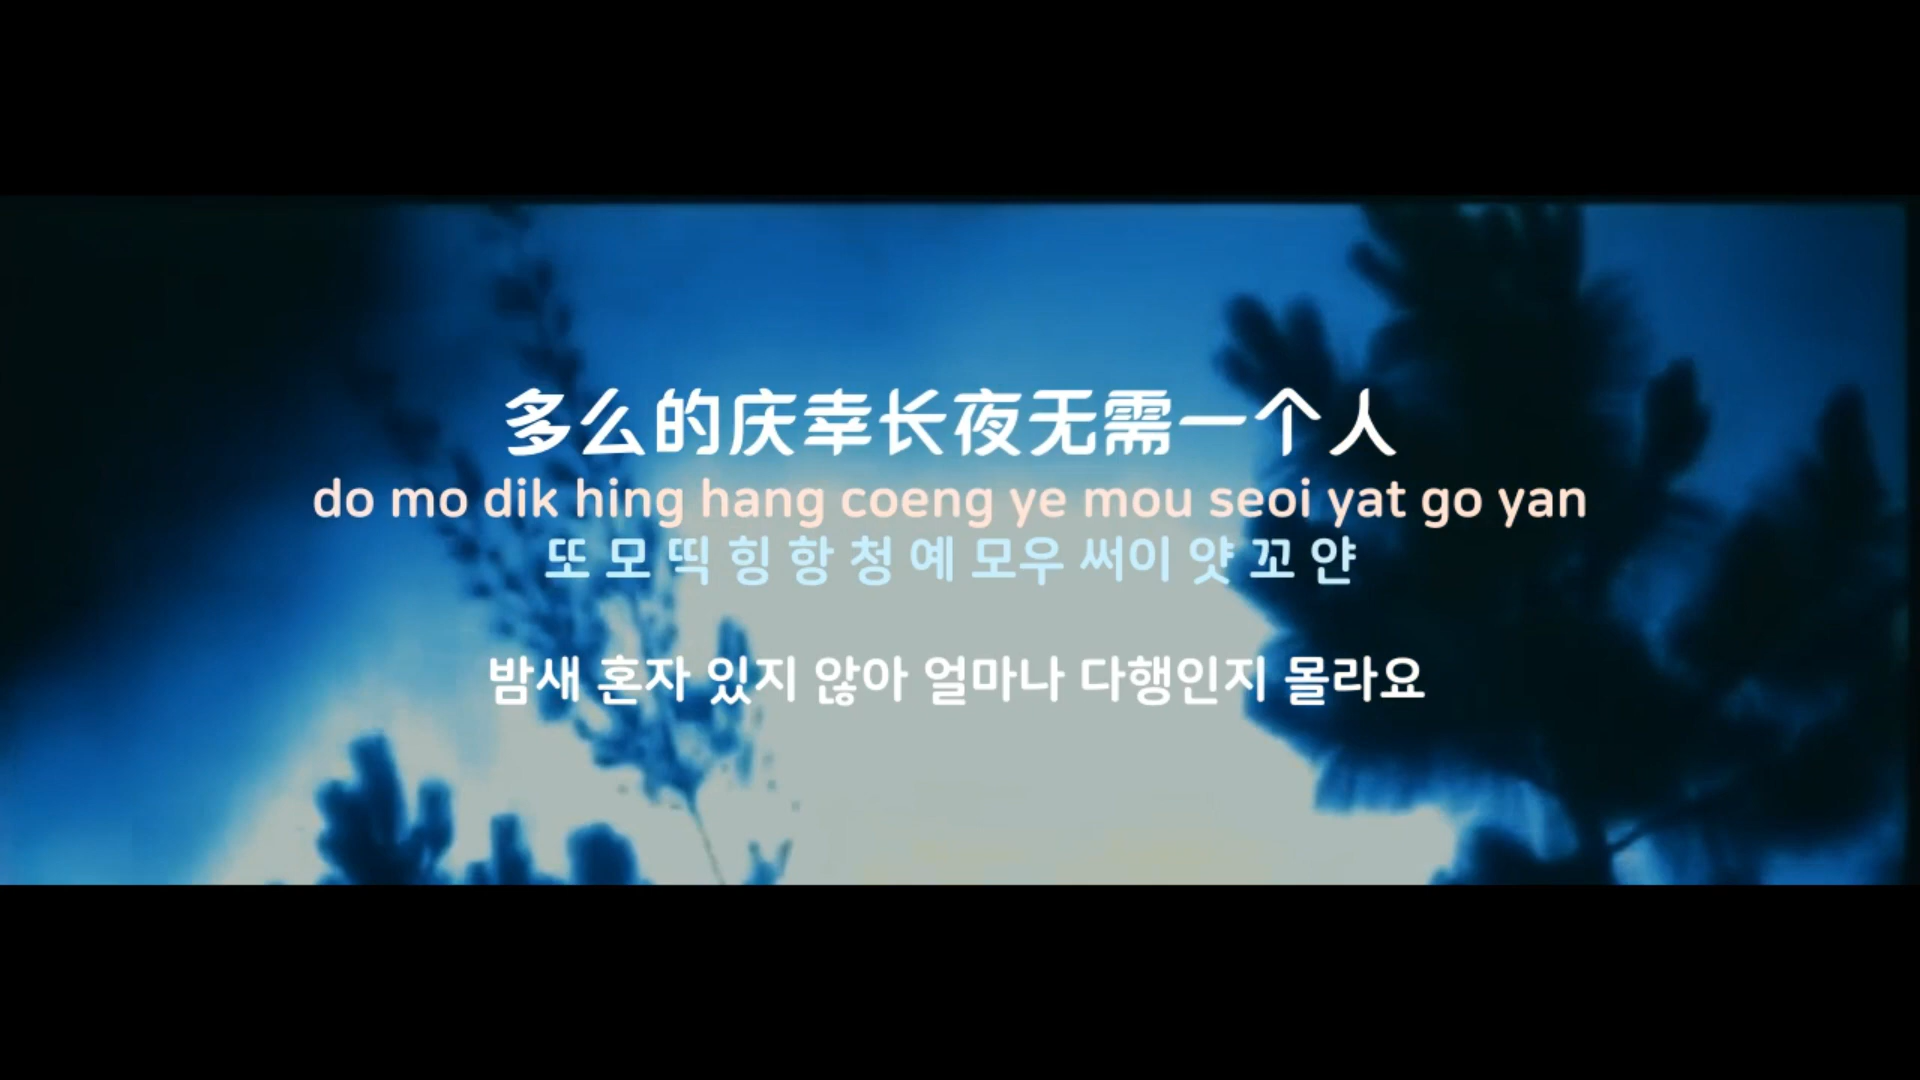 多么的庆幸长夜无需一个人
do mo dik hing hang coeng ye mou seoi yat go yan
또 모 띡 힝 항 청 예 모우 써이 얏 꼬 얀
밤새 혼자 있지 않아 얼마나 다행인지 몰라요